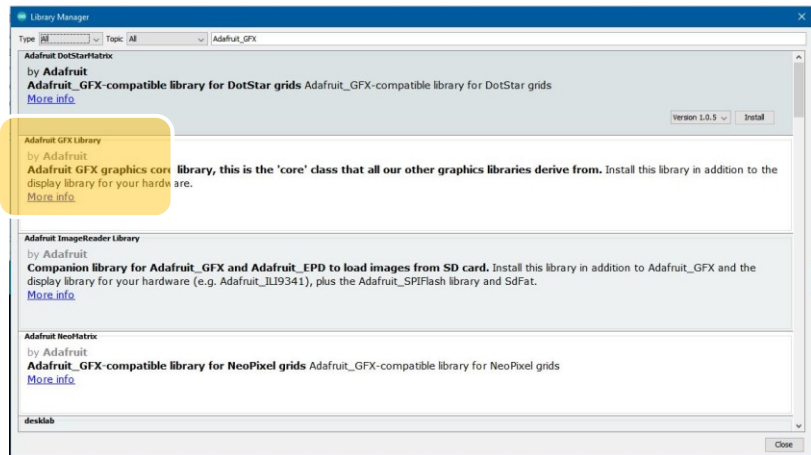 Library Manager
Type All Topic All Adafruit_GFX
Adafruit DotStarMatrix
by Adafruit
Adafruit_GFX-compatible library for DotStar grids Adafruit_GFX-compatible library for DotStar grids
More info
Version 1.0.5 Install
Adafruit GFX Library
by Adafruit
Adafruit GFX graphics core library, this is the 'core' class that all our other graphics libraries derive from. Install this library in addition to the
display library for your hardware.
More info
Adafruit ImageReader Library
by Adafruit
Companion library for Adafruit_GFX and Adafruit_EPD to load images from SD card. Install this library in addition to Adafruit_GFX and the
display library for your hardware (e.g. Adafruit_ILI9341), plus the Adafruit_SPIFlash library and SdFat.
More info
Adafruit NeoMatrix
by Adafruit
Adafruit_GFX-compatible library for NeoPixel grids Adafruit_GFX-compatible library for NeoPixel grids
More info
desklab
Close